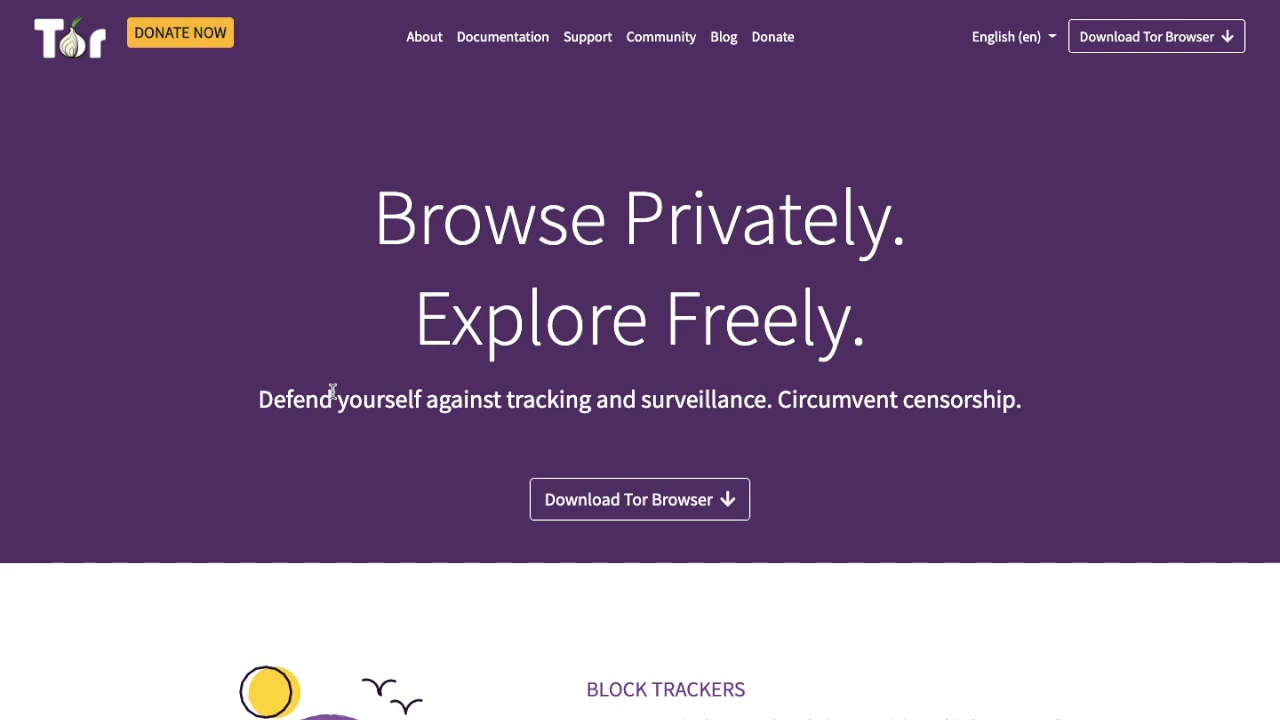 Tor
DONATE NOW
About Documentation Support Community Blog Donate
English (en)
Download Tor Browser
Browse Privately.
Explore Freely.
Defend yourself against tracking and surveillance. Circumvent censorship.
Download Tor Browser
BLOCK TRACKERS